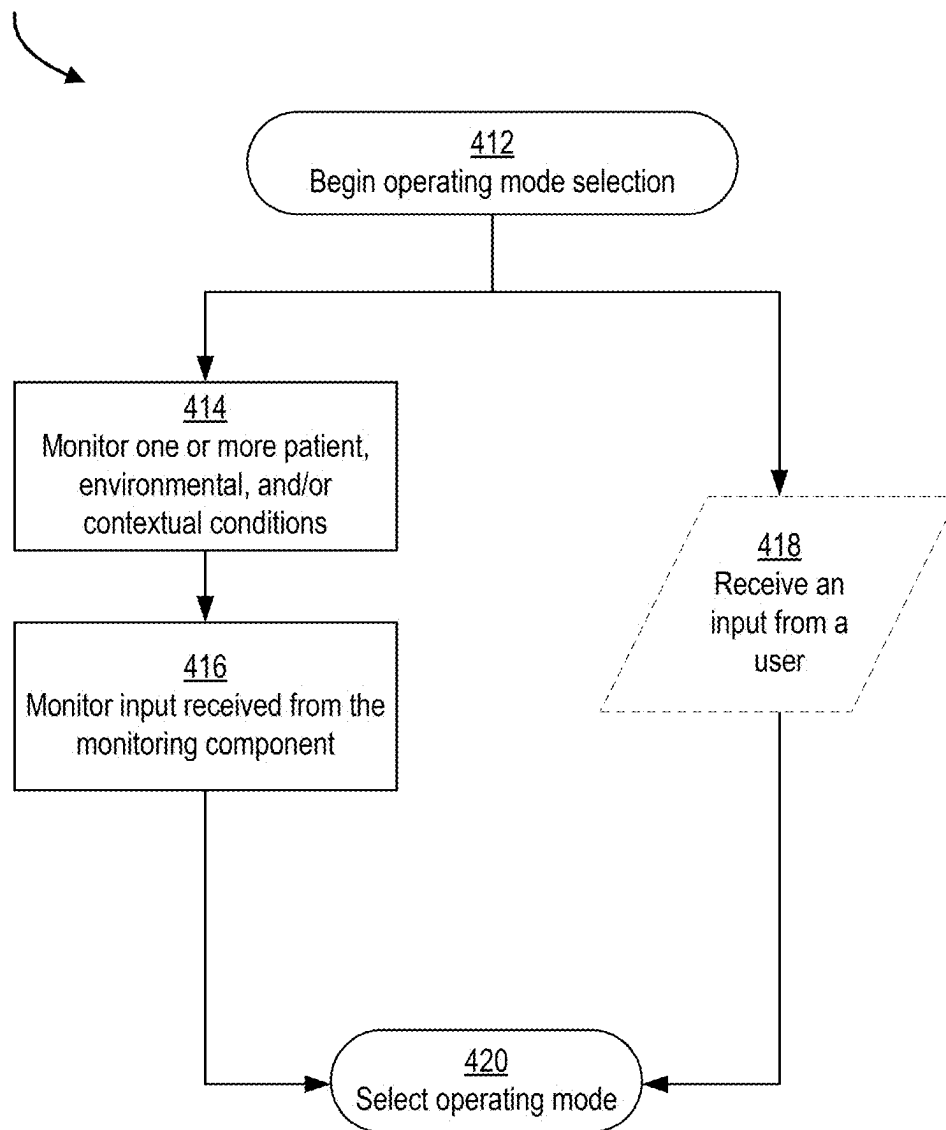 412
Begin operating mode selection
414
Monitor one or more patient,
environmental, and/or
contextual conditions
416
Monitor input received from the
monitoring component
418
Receive an
input from a
user
420
Select operating mode